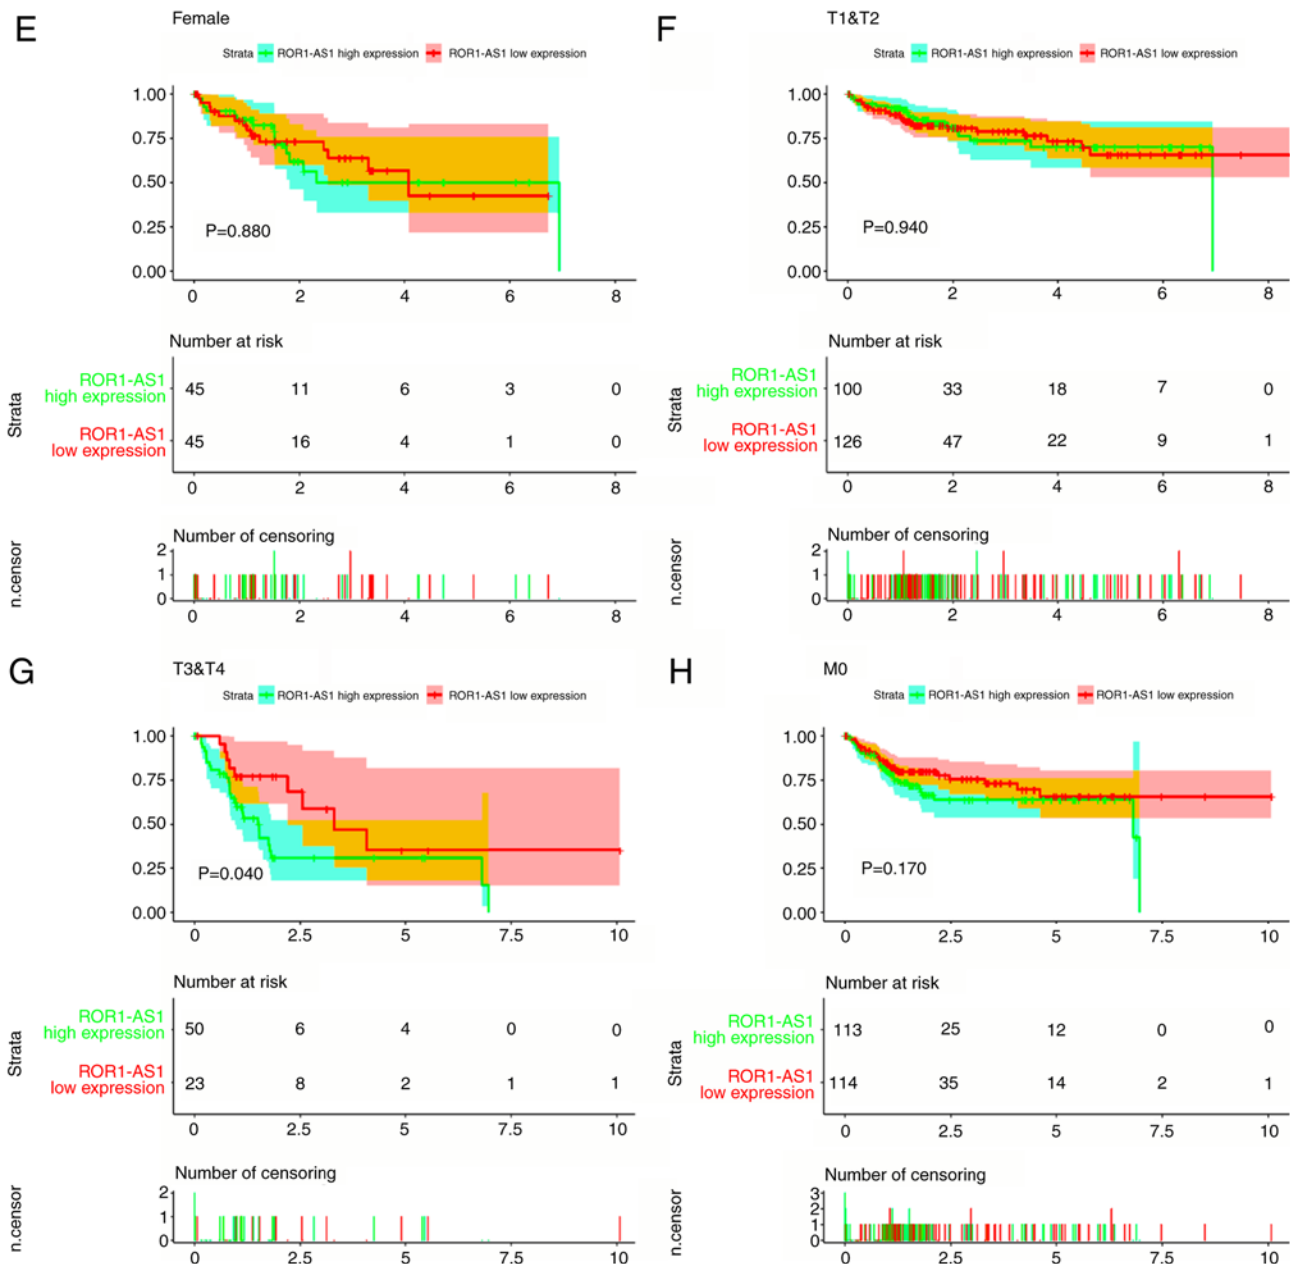 E
Female
Strata ROR1-AS1 high expression ROR1-AS1 low expression
1.00
0.75
0.50
0.25
0.00
P=0.880
0 2 4 6 8
Number at risk
Strata
ROR1-AS1
high expression
45 11 6 3 0
ROR1-AS1
low expression
45 16 4 1 0
0 2 4 6 8
Number of censoring
n.censor
2
1
0
0 2 4 6 8
F
T1&T2
Strata ROR1-AS1 high expression ROR1-AS1 low expression
1.00
0.75
0.50
0.25
0.00
P=0.940
0 2 4 6 8
Number at risk
Strata
ROR1-AS1
high expression
100 33 18 7 0
ROR1-AS1
low expression
126 47 22 9 1
0 2 4 6 8
Number of censoring
n.censor
2
1
0
0 2 4 6 8
G
T3&T4
Strata ROR1-AS1 high expression ROR1-AS1 low expression
1.00
0.75
0.50
0.25
0.00
P=0.040
0 2.5 5 7.5 10
Number at risk
Strata
ROR1-AS1
high expression
50 6 4 0 0
ROR1-AS1
low expression
23 8 2 1 1
0 2.5 5 7.5 10
Number of censoring
n.censor
2
1
0
0 2.5 5 7.5 10
H
M0
Strata ROR1-AS1 high expression ROR1-AS1 low expression
1.00
0.75
0.50
0.25
0.00
P=0.170
0 2.5 5 7.5 10
Number at risk
Strata
ROR1-AS1
high expression
113 25 12 0 0
ROR1-AS1
low expression
114 35 14 2 1
0 2.5 5 7.5 10
Number of censoring
n.censor
3
2
1
0
0 2.5 5 7.5 10